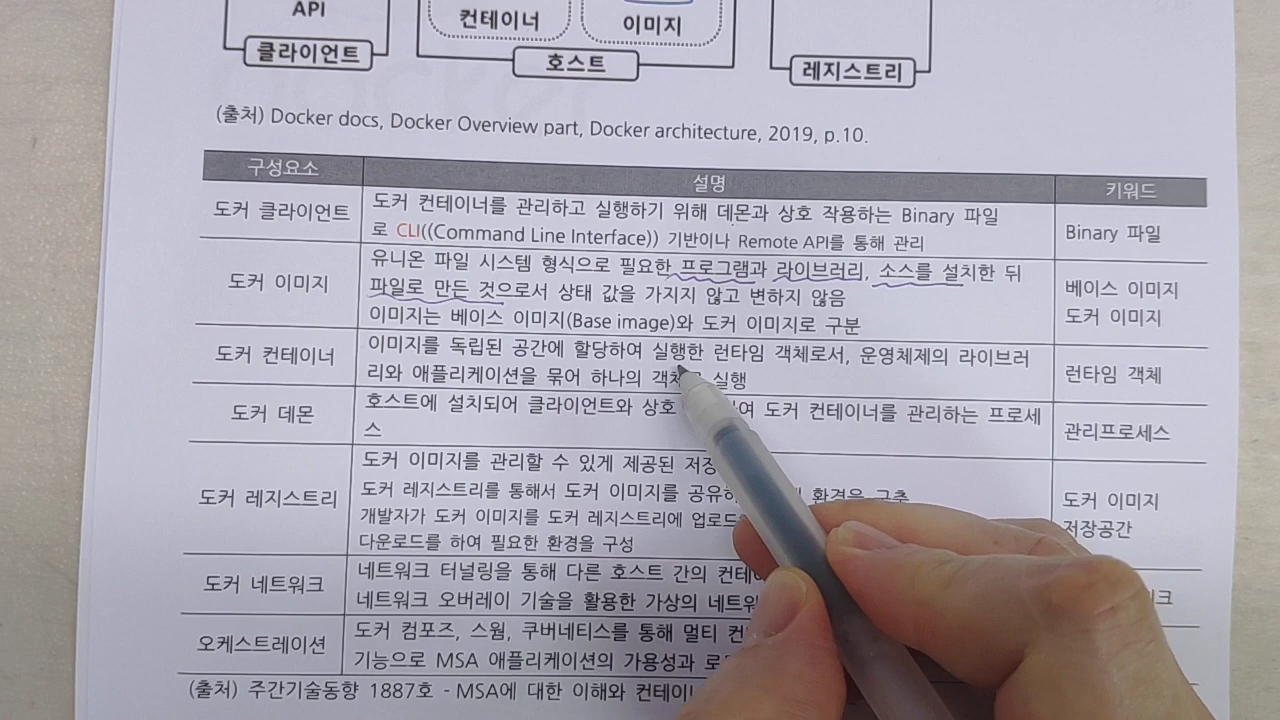 API
컨테이너
이미지
클라이언트
호스트
레지스트리
(출처) Docker docs, Docker Overview part, Docker architecture, 2019, p.10.
구성요소 설명 키워드
도커 클라이언트 도커 컨테이너를 관리하고 실행하기 위해 데몬과 상호 작용하는 Binary 파일
로 CLI((Command Line Interface)) 기반이나 Remote API를 통해 관리
Binary 파일
도커 이미지 유니온 파일 시스템 형식으로 필요한 프로그램과 라이브러리, 소스를 설치한 뒤
파일로 만든 것으로서 상태 값을 가지지 않고 변하지 않음
이미지는 베이스 이미지(Base image)와 도커 이미지로 구분
베이스 이미지
도커 이미지
도커 컨테이너 이미지를 독립된 공간에 할당하여 실행한 런타임 객체로서, 운영체제의 라이브러
리와 애플리케이션을 묶어 하나의 실행
런타임 객체
도커 데몬 호스트에 설치되어 클라이언트와 상호 도커 컨테이너를 관리하는 프로세
스
관리프로세스
도커 레지스트리 도커 이미지를 관리할 수 있게 제공된
도커 레지스트리를 통해서 도커 이미지를 환경을 구축
개발자가 도커 이미지를 도커 레지스트리에
다운로드를 하여 필요한 환경을 구성
도커 이미지
저장공간
도커 네트워크 네트워크 터널링을 통해 다른 호스트 간의
네트워크 오버레이 기술을 활용한 가상의
오케스트레이션 도커 컴포즈, 스웜, 쿠버네티스를 통해 멀티
기능으로 MSA 애플리케이션의 가용성과
(출처) 주간기술동향 1887호 - MSA에 대한 이해와